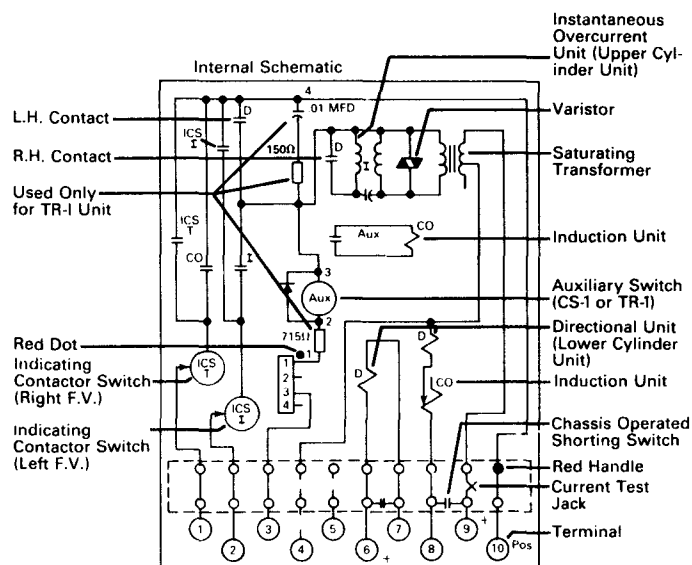 Instantaneous
Overcurrent
Unit (Upper Cyl-
inder Unit)
Internal Schematic
4
.01 MFD
L.H. Contact
D
Varistor
ICS
I
150Ω
R.H. Contact
D
I
Saturating
Transformer
Used Only
for TR-I Unit
ICS
T
CO
I
Aux
CO
Induction Unit
3
Aux
Auxiliary Switch
(CS-1 or TR-1)
2
715Ω
Directional Unit
(Lower Cylinder
Unit)
Red Dot
1
1
2
3
4
D
D
Indicating
Contactor Switch
(Right F.V.)
ICS
T
CO
Induction Unit
ICS
I
Indicating
Contactor Switch
(Left F.V.)
Chassis Operated
Shorting Switch
Red Handle
Current Test
Jack
1
2
3
4
5
6
+
7
8
9
+
10
Pos
Terminal